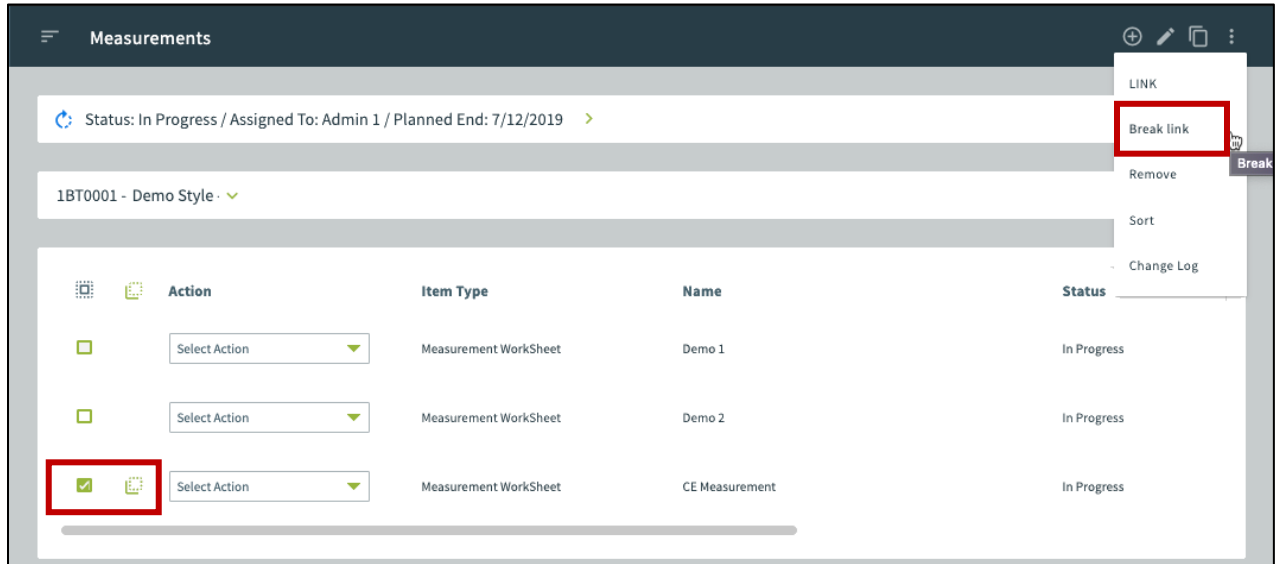 Measurements
LINK
Break link
Break
Remove
Sort
Change Log
Status: In Progress / Assigned To: Admin 1 / Planned End: 7/12/2019
1BT0001 - Demo Style ·
Action Item Type Name Status
Select Action Measurement WorkSheet Demo 1 In Progress
Select Action Measurement WorkSheet Demo 2 In Progress
Select Action Measurement WorkSheet CE Measurement In Progress